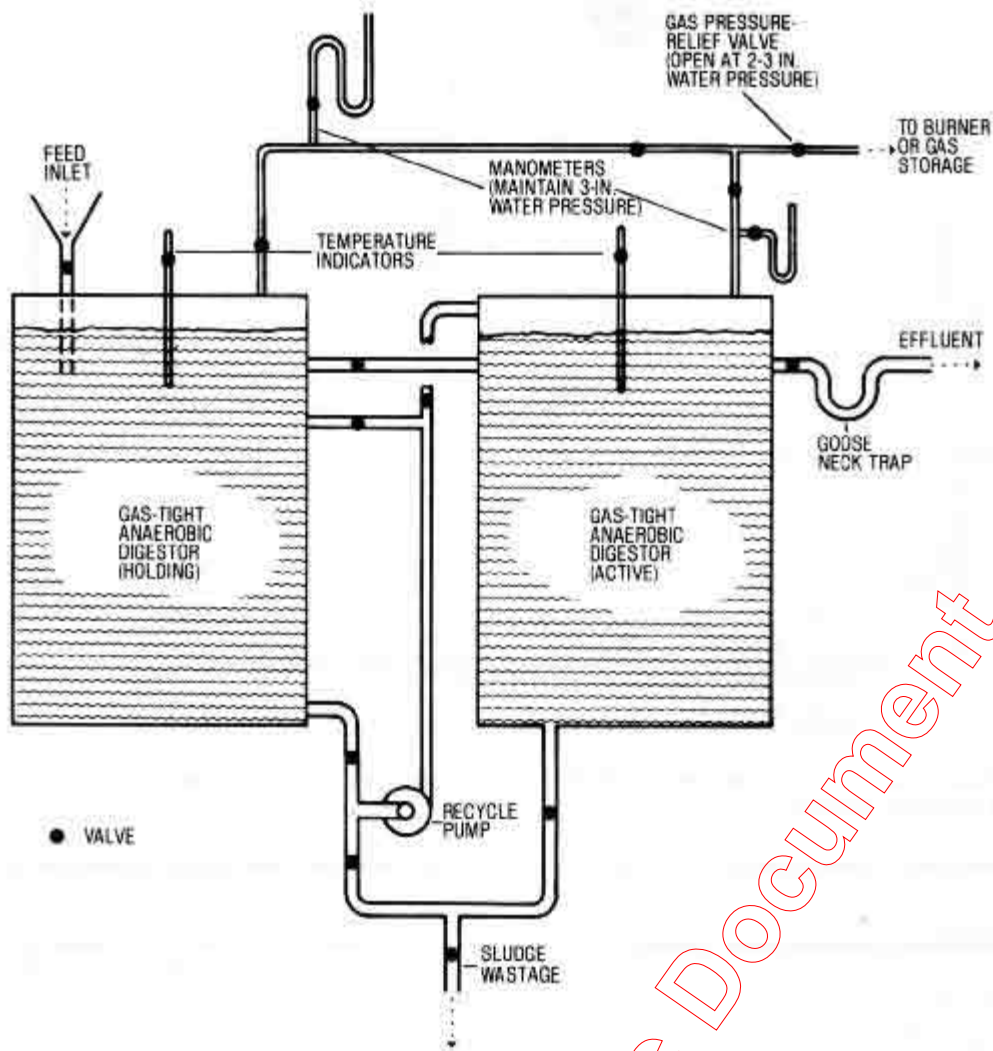 GAS PRESSURE-
RELIEF VALVE
(OPEN AT 2-3 IN.
WATER PRESSURE)
TO BURNER
OR GAS
STORAGE
FEED
INLET
MANOMETERS
(MAINTAIN 3-IN.
WATER PRESSURE)
TEMPERATURE
INDICATORS
EFFLUENT
GOOSE
NECK TRAP
GAS-TIGHT
ANAEROBIC
DIGESTOR
(HOLDING)
GAS-TIGHT
ANAEROBIC
DIGESTOR
(ACTIVE)
VALVE
RECYCLE
PUMP
SLUDGE
WASTAGE
Document